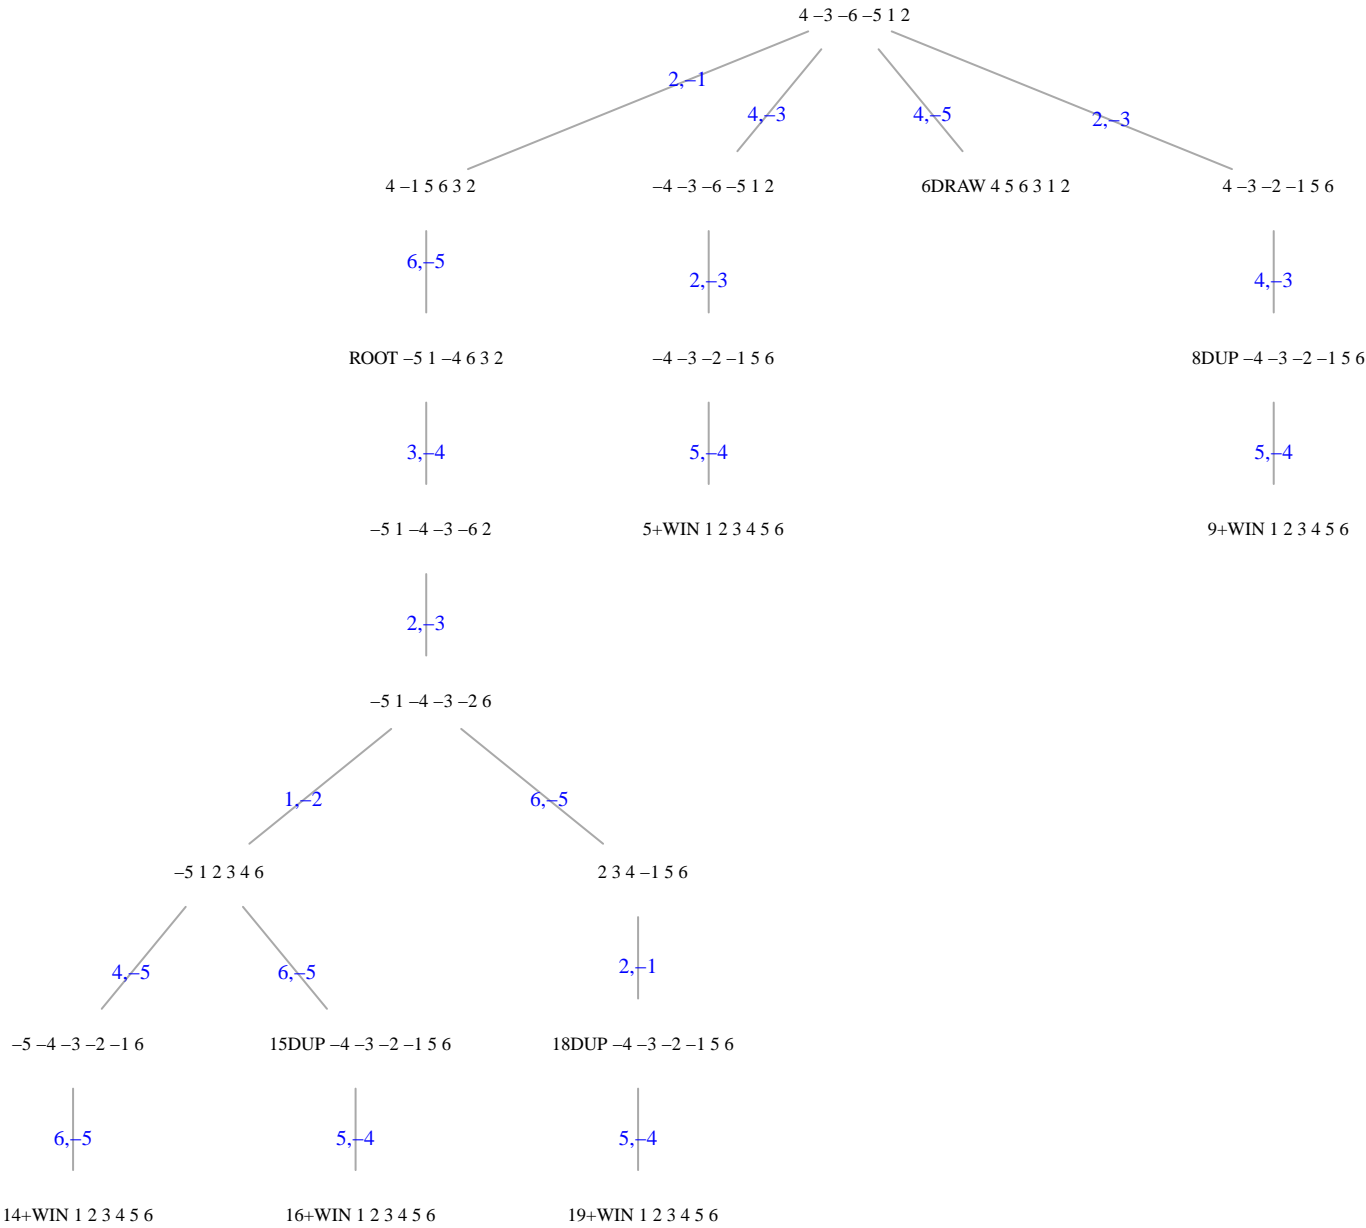 4 –3 –6 –5 1 2
2,–1
4,–3
4,–5
2,–3
4 –1 5 6 3 2
–4 –3 –6 –5 1 2
6DRAW 4 5 6 3 1 2
4 –3 –2 –1 5 6
6,–5
2,–3
4,–3
ROOT –5 1 –4 6 3 2
–4 –3 –2 –1 5 6
8DUP –4 –3 –2 –1 5 6
3,–4
5,–4
5,–4
–5 1 –4 –3 –6 2
5+WIN 1 2 3 4 5 6
9+WIN 1 2 3 4 5 6
2,–3
–5 1 –4 –3 –2 6
1,–2
6,–5
–5 1 2 3 4 6
2 3 4 –1 5 6
4,–5
6,–5
2,–1
–5 –4 –3 –2 –1 6
15DUP –4 –3 –2 –1 5 6
18DUP –4 –3 –2 –1 5 6
6,–5
5,–4
5,–4
14+WIN 1 2 3 4 5 6
16+WIN 1 2 3 4 5 6
19+WIN 1 2 3 4 5 6